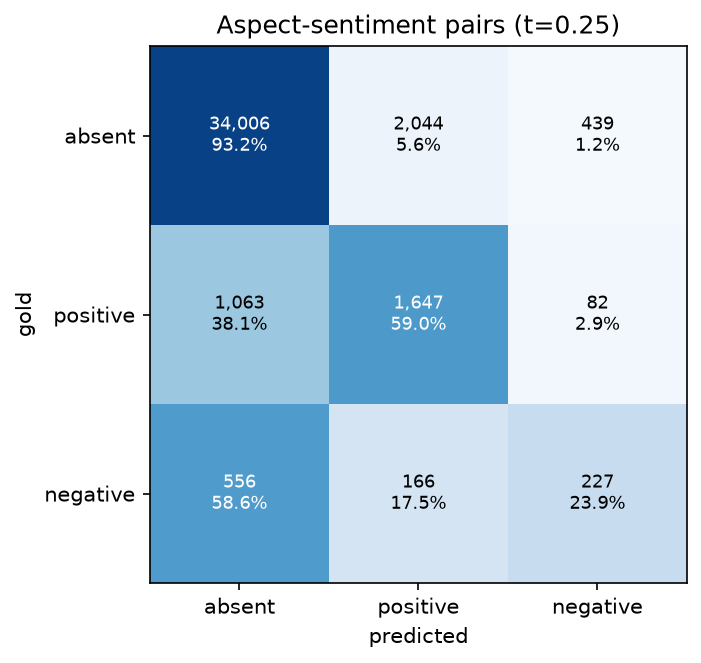 Aspect-sentiment pairs (t=0.25)
absent
34,006
93.2%
2,044
5.6%
439
1.2%
gold
positive
1,063
38.1%
1,647
59.0%
82
2.9%
negative
556
58.6%
166
17.5%
227
23.9%
absent
positive
negative
predicted